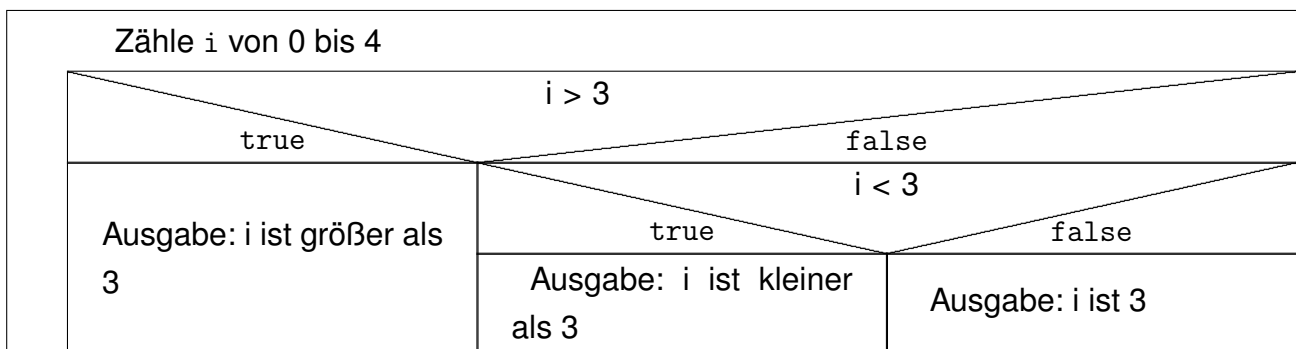 Zähle i von 0 bis 4
i > 3
true
false
i < 3
Ausgabe: i ist größer als
3
true
false
Ausgabe: i ist kleiner
als 3
Ausgabe: i ist 3